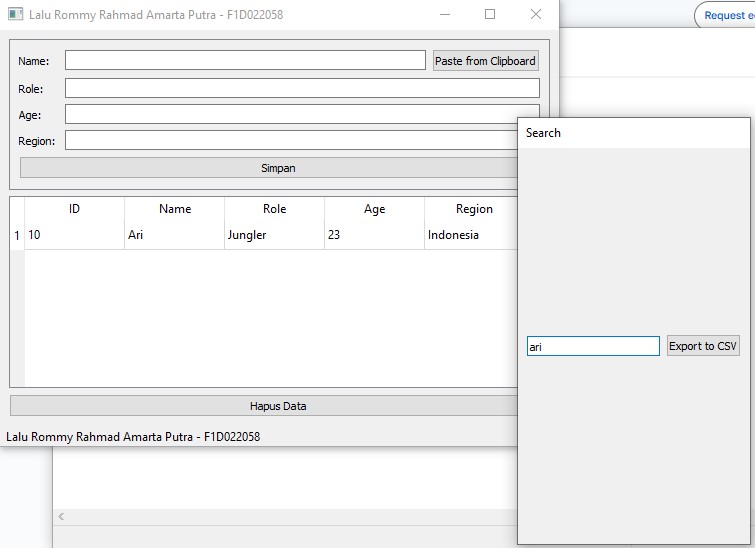 Lalu Rommy Rahmad Amarta Putra - F1D022058
Request e
Name:
Paste from Clipboard
Role:
Age:
Region:
Simpan
ID Name Role Age Region
1 10 Ari Jungler 23 Indonesia
Hapus Data
Lalu Rommy Rahmad Amarta Putra - F1D022058
Search
ari
Export to CSV